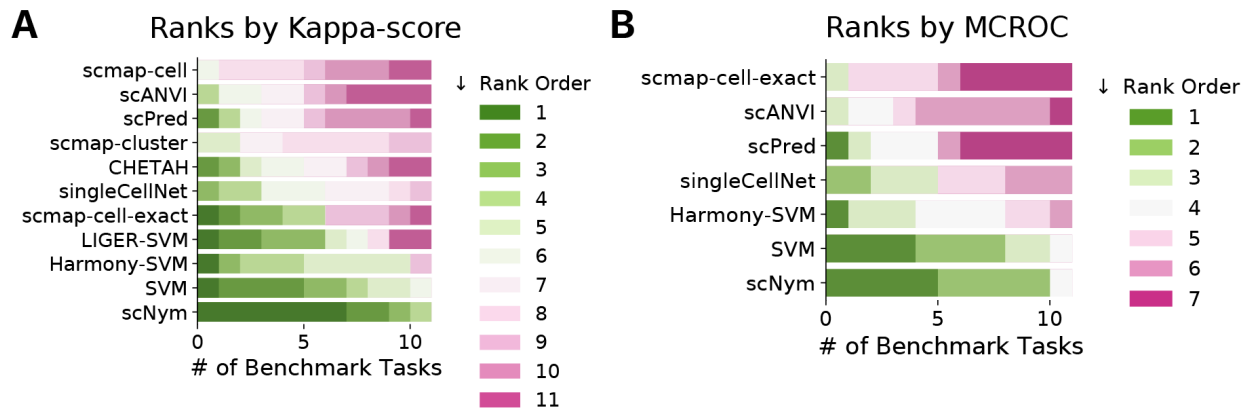 A
Ranks by Kappa-score
scmap-cell
scANVI
scPred
scmap-cluster
CHETAH
singleCellNet
scmap-cell-exact
LIGER-SVM
Harmony-SVM
SVM
scNym
0
5
10
# of Benchmark Tasks
↓ Rank Order
1
2
3
4
5
6
7
8
9
10
11
B
Ranks by MCROC
scmap-cell-exact
scANVI
scPred
singleCellNet
Harmony-SVM
SVM
scNym
0
5
10
# of Benchmark Tasks
↓ Rank Order
1
2
3
4
5
6
7